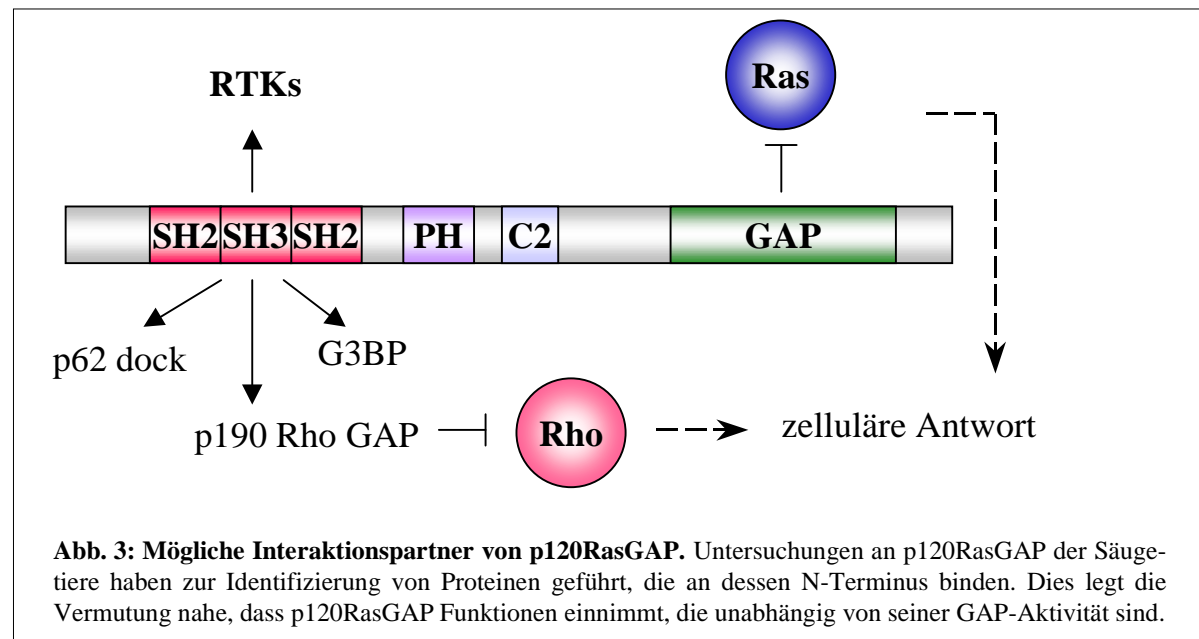 RTKs
Ras
SH2 SH3 SH2 PH C2 GAP
p62 dock
G3BP
p190 Rho GAP
Rho
zelluläre Antwort
Abb. 3: Mögliche Interaktionspartner von p120RasGAP. Untersuchungen an p120RasGAP der Säuge-
tiere haben zur Identifizierung von Proteinen geführt, die an dessen N-Terminus binden. Dies legt die
Vermutung nahe, dass p120RasGAP Funktionen einnimmt, die unabhängig von seiner GAP-Aktivität sind.